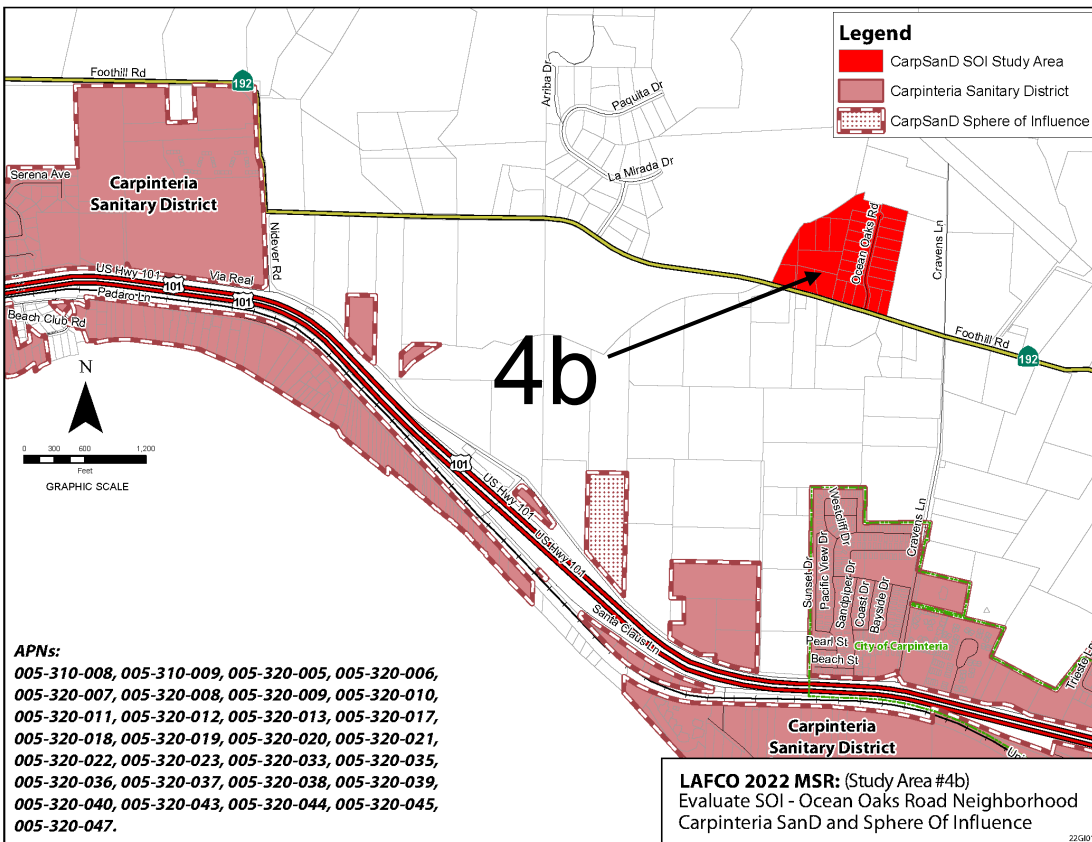 Legend
CarpSanD SOI Study Area
Carpinteria Sanitary District
CarpSanD Sphere of Influence
Foothill Rd
192
Arriba Dr
Paquita Dr
La Mirada Dr
Serena Ave
Carpinteria
Sanitary District
Nidever Rd
Ocean Oaks Rd
Cravens Ln
US Hwy 101
101
Via Real
101
Padaro Ln
Beach Club Rd
Foothill Rd
192
4b
N
0 300 600 1,200
Feet
GRAPHIC SCALE
101
US Hwy 101
US Hwy 101
Santa Claus Ln
Sunset Dr
Westcliff Dr
Pacific View Dr
Sandpiper Dr
Coast Dr
Bayside Dr
Cravens Ln
Pearl St
Beach St
City of Carpinteria
Carpinteria
Sanitary District
APNs:
005-310-008, 005-310-009, 005-320-005, 005-320-006,
005-320-007, 005-320-008, 005-320-009, 005-320-010,
005-320-011, 005-320-012, 005-320-013, 005-320-017,
005-320-018, 005-320-019, 005-320-020, 005-320-021,
005-320-022, 005-320-023, 005-320-033, 005-320-035,
005-320-036, 005-320-037, 005-320-038, 005-320-039,
005-320-040, 005-320-043, 005-320-044, 005-320-045,
005-320-047.
LAFCO 2022 MSR: (Study Area #4b)
Evaluate SOI - Ocean Oaks Road Neighborhood
Carpinteria SanD and Sphere Of Influence